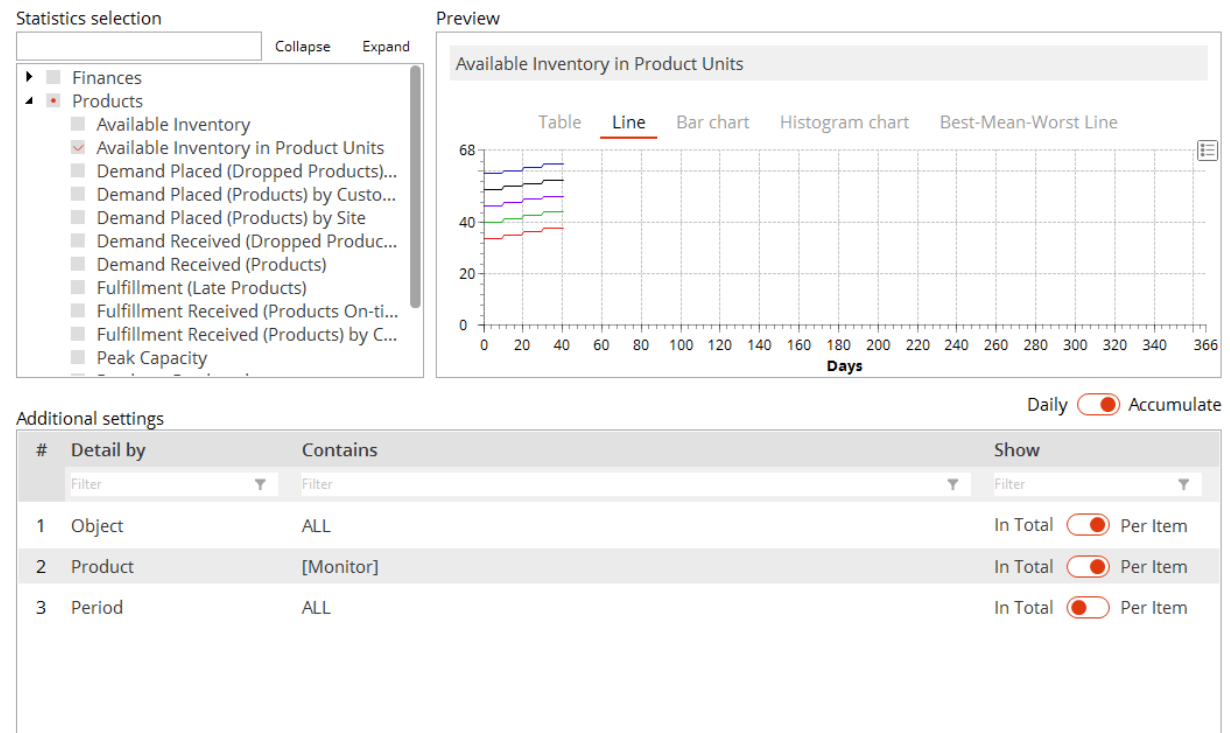 Statistics selection
Collapse Expand
Finances
Products
Available Inventory
Available Inventory in Product Units
Demand Placed (Dropped Products)...
Demand Placed (Products) by Custo...
Demand Placed (Products) by Site
Demand Received (Dropped Produc...
Demand Received (Products)
Fulfillment (Late Products)
Fulfillment Received (Products On-ti...
Fulfillment Received (Products) by C...
Peak Capacity
Preview
Available Inventory in Product Units
Table Line Bar chart Histogram chart Best-Mean-Worst Line
68
40
20
0
0 20 40 60 80 100 120 140 160 180 200 220 240 260 280 300 320 340 366
Days
Daily Accumulate
Additional settings
# Detail by Contains Show
Filter Filter Filter
1 Object ALL In Total Per Item
2 Product [Monitor] In Total Per Item
3 Period ALL In Total Per Item